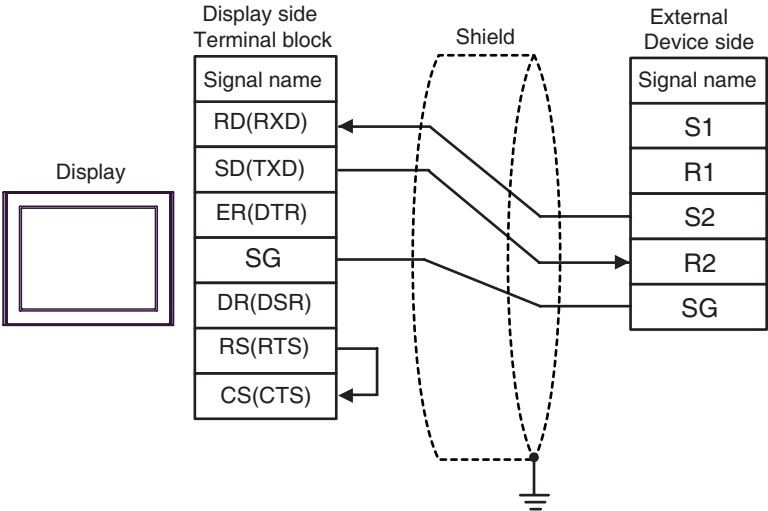 Display side
Terminal block
Shield
External
Device side
Signal name
Signal name
RD(RXD)
S1
SD(TXD)
R1
Display
ER(DTR)
S2
SG
R2
DR(DSR)
SG
RS(RTS)
CS(CTS)